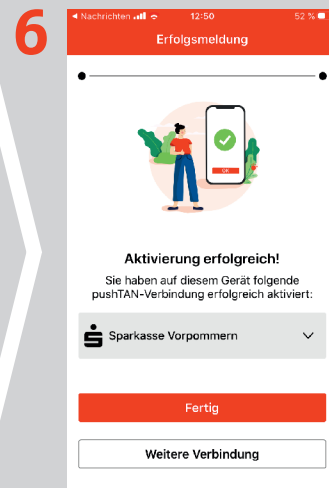 6
Nachrichten 12:50 52 %
Erfolgsmeldung
OK
Aktivierung erfolgreich!
Sie haben auf diesem Gerät folgende
pushTAN-Verbindung erfolgreich aktiviert:
Sparkasse Vorpommern
Fertig
Weitere Verbindung